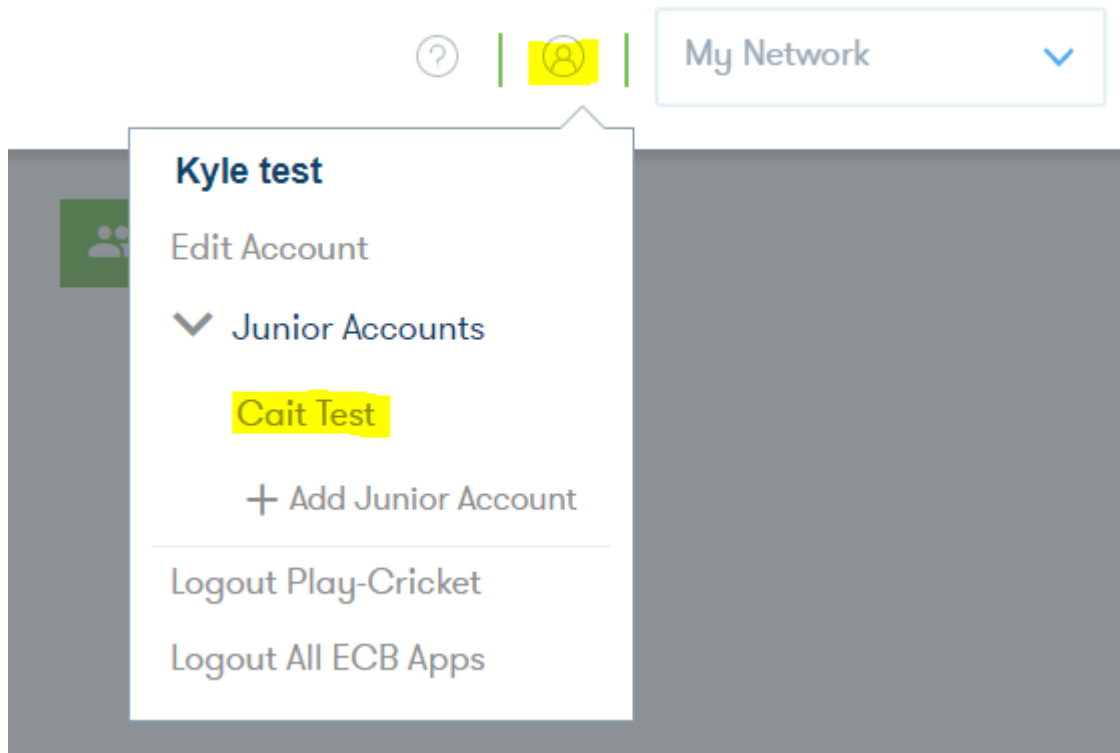 My Network
Kyle test
Edit Account
Junior Accounts
Cait Test
+ Add Junior Account
Logout Play-Cricket
Logout All ECB Apps